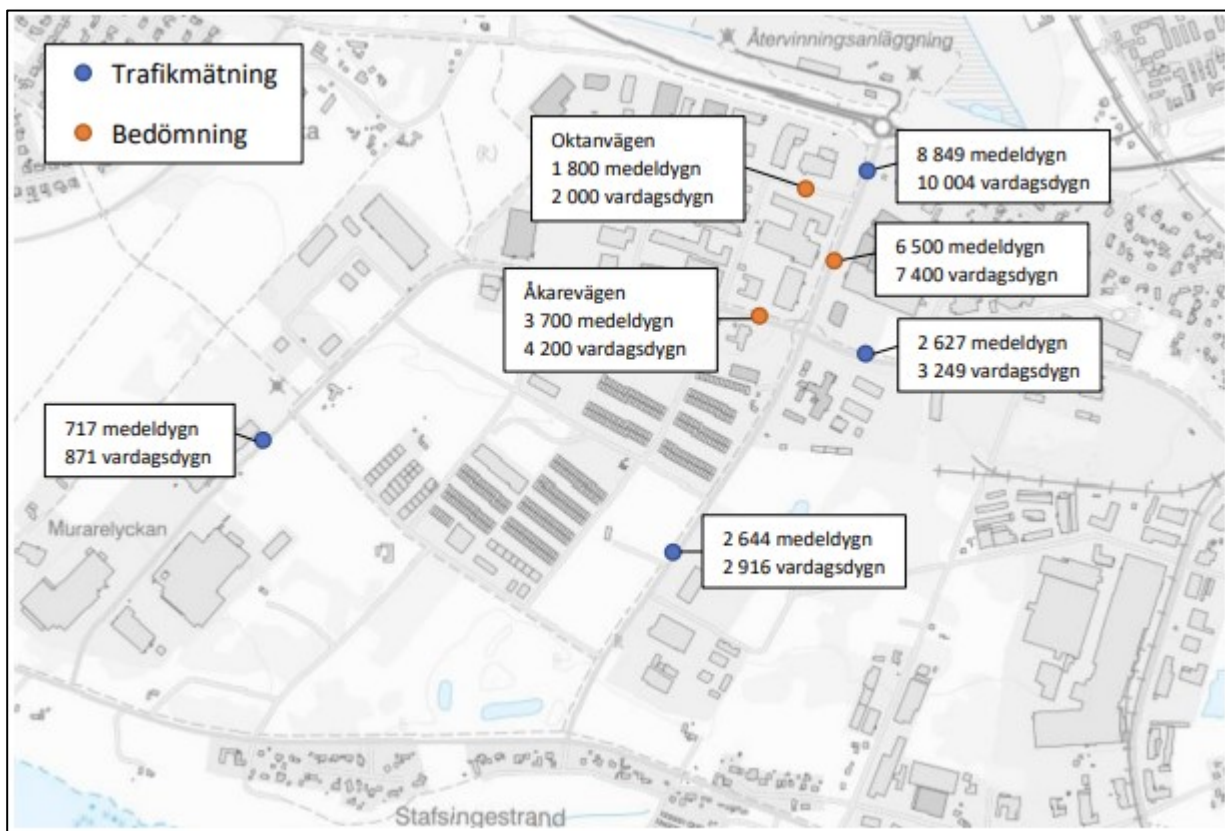 Trafikmätning
Bedömning
Återvinningsanläggning
(R)
(R)
Oktanvägen
1 800 medeldygn
2 000 vardagsdygn
8 849 medeldygn
10 004 vardagsdygn
6 500 medeldygn
7 400 vardagsdygn
Åkarevägen
3 700 medeldygn
4 200 vardagsdygn
2 627 medeldygn
3 249 vardagsdygn
717 medeldygn
871 vardagsdygn
Murarelyckan
2 644 medeldygn
2 916 vardagsdygn
Stafsingestrand